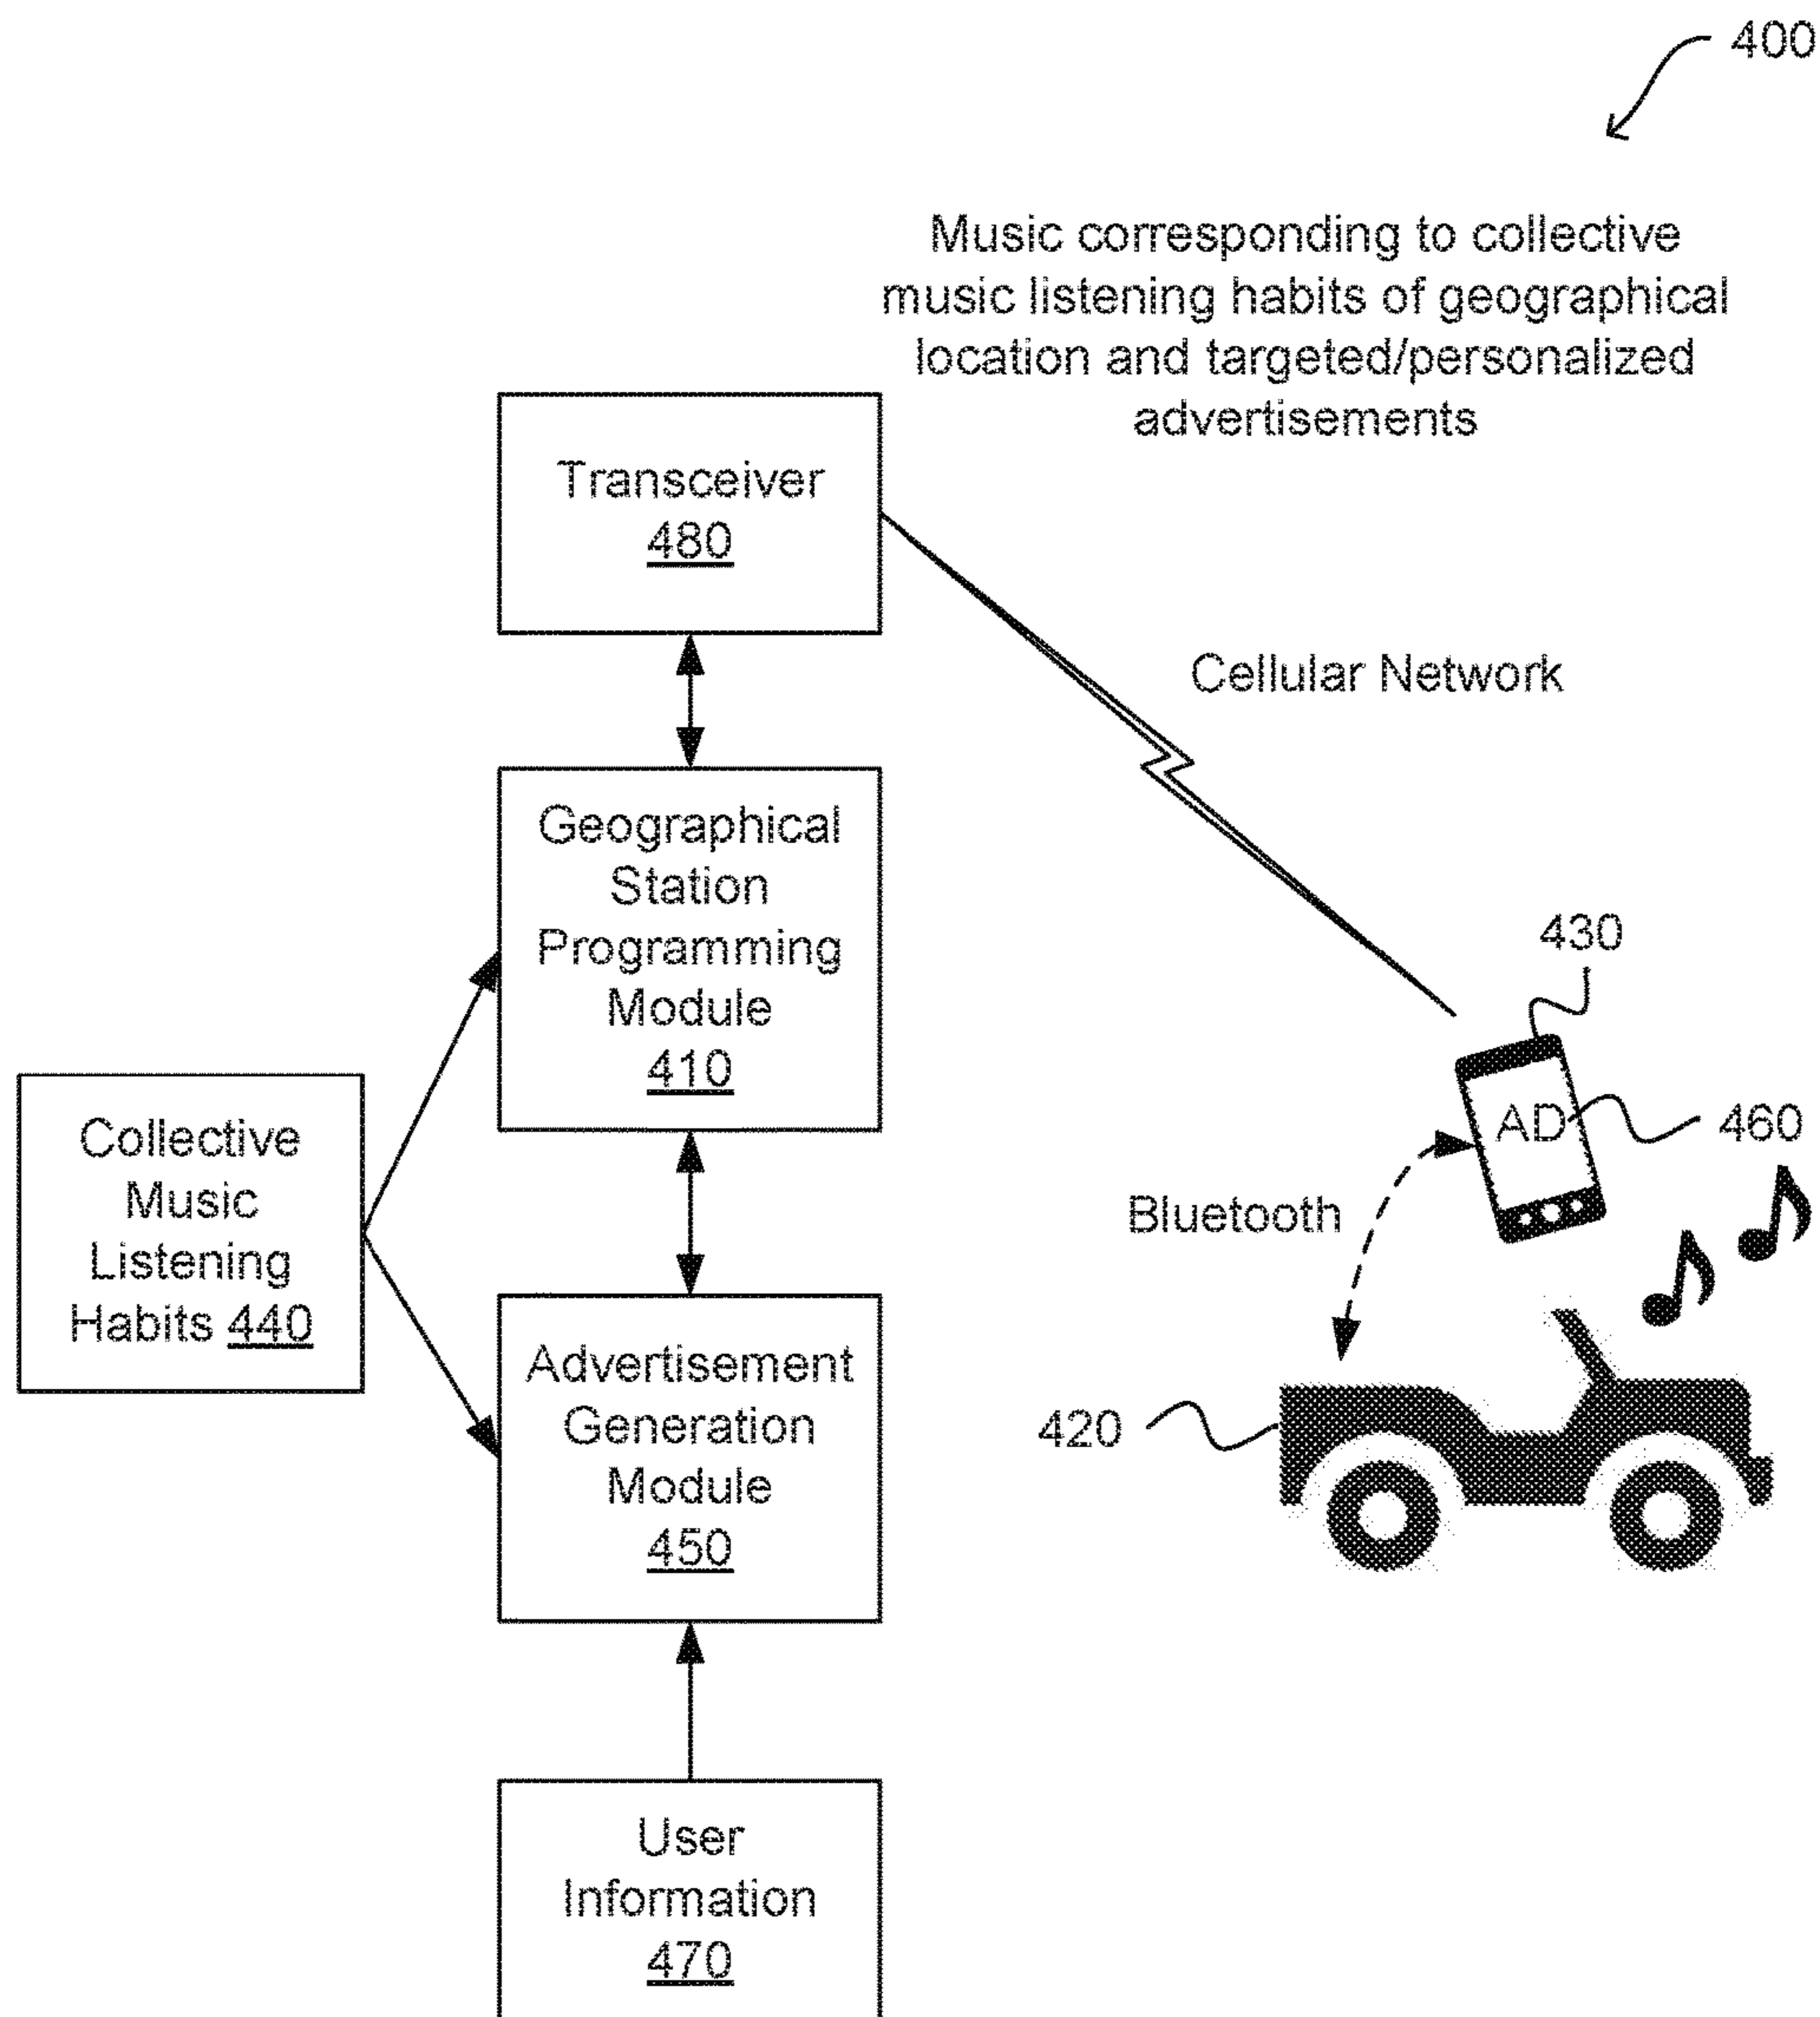 400
Music corresponding to collective
music listening habits of geographical
location and targeted/personalized
advertisements
Transceiver
480
Cellular Network
Geographical
Station
Programming
Module
410
430
Collective
Music
Listening
Habits 440
AD
460
Bluetooth
Advertisement
Generation
Module
450
420
User
Information
470